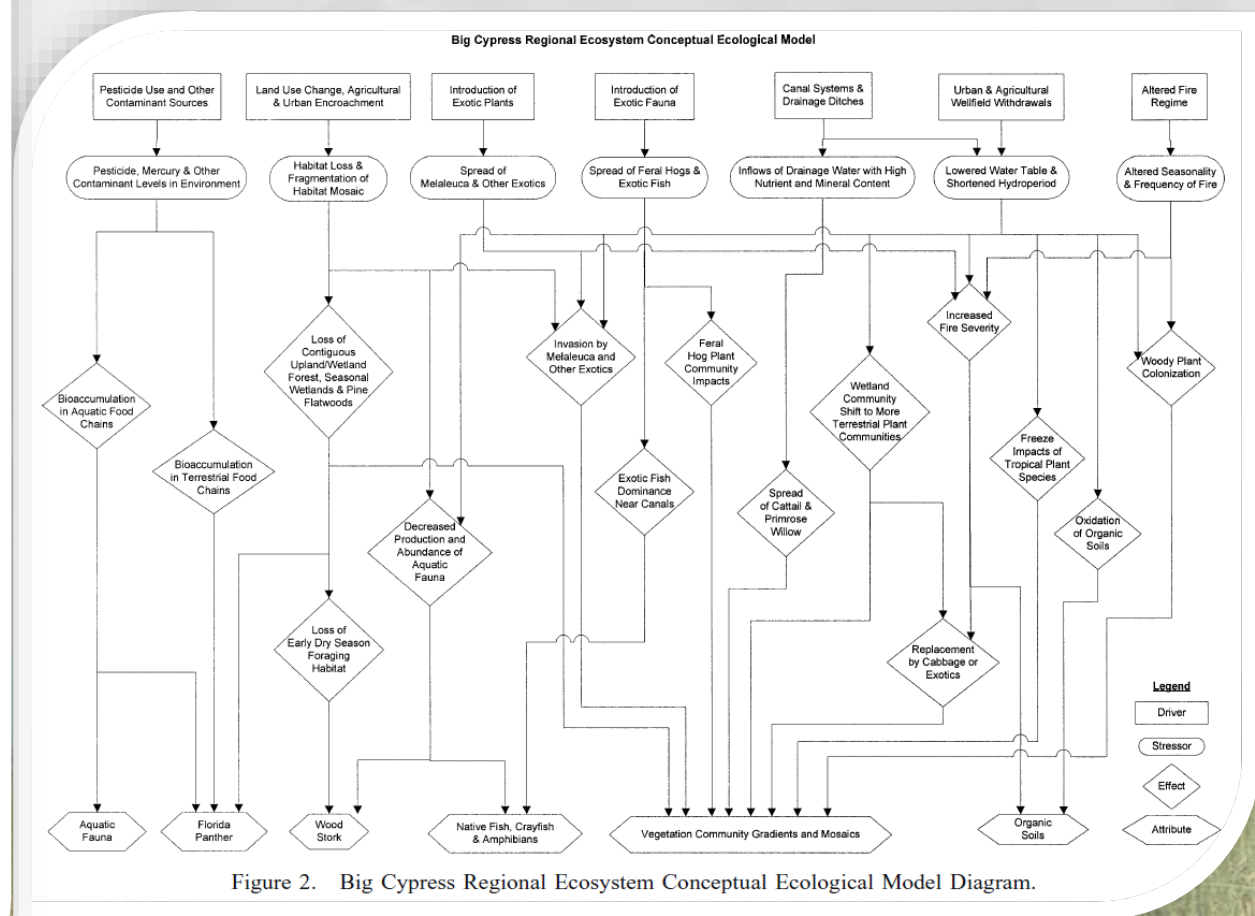 Big Cypress Regional Ecosystem Conceptual Ecological Model
Pesticide Use and Other
Contaminant Sources
Land Use Change, Agricultural
& Urban Encroachment
Introduction of
Exotic Plants
Introduction of
Exotic Fauna
Canal Systems &
Drainage Ditches
Urban & Agricultural
Wellfield Withdrawals
Altered Fire
Regime
Pesticide, Mercury & Other
Contaminant Levels in Environment
Habitat Loss &
Fragmentation of
Habitat Mosaic
Spread of
Melaleuca & Other Exotics
Spread of Feral Hogs &
Exotic Fish
Inflows of Drainage Water with High
Nutrient and Mineral Content
Lowered Water Table &
Shortened Hydroperiod
Altered Seasonality
& Frequency of Fire
Bioaccumulation
in Aquatic Food
Chains
Bioaccumulation
in Terrestrial Food
Chains
Loss of
Contiguous
Upland/Wetland
Forest, Seasonal
Wetlands & Pine
Flatwoods
Decreased
Production and
Abundance of
Aquatic
Fauna
Loss of
Early Dry Season
Foraging
Habitat
Invasion by
Melaleuca and
Other Exotics
Exotic Fish
Dominance
Near Canals
Feral
Hog Plant
Community
Impacts
Spread
of Cattail &
Primrose
Willow
Wetland
Community
Shift to More
Terrestrial Plant
Communities
Increased
Fire Severity
Replacement
by Cabbage or
Exotics
Freeze
Impacts of
Tropical Plant
Species
Oxidation
of Organic
Soils
Woody Plant
Colonization
Legend
Driver
Stressor
Effect
Attribute
Aquatic
Fauna
Florida
Panther
Wood
Stork
Native Fish, Crayfish
& Amphibians
Vegetation Community Gradients and Mosaics
Organic
Soils
Figure 2. Big Cypress Regional Ecosystem Conceptual Ecological Model Diagram.